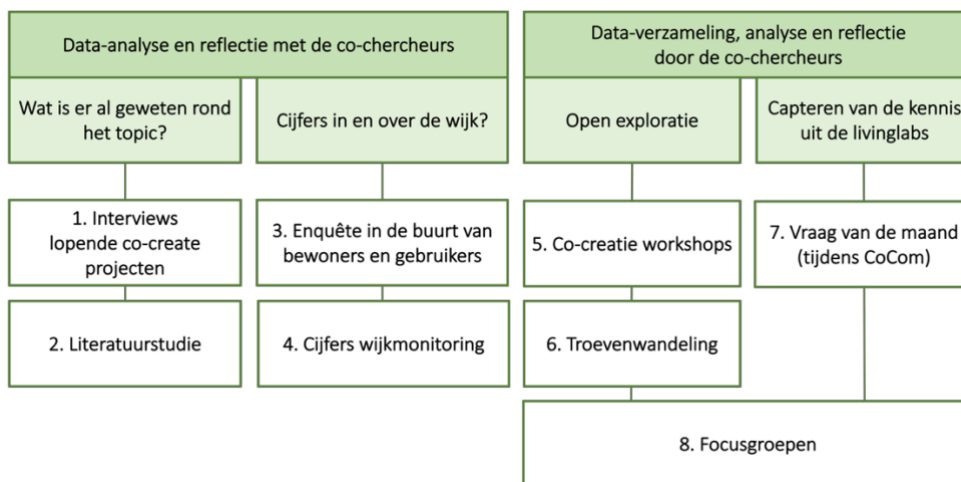 Data-analyse en reflectie met de co-chercheurs
Data-verzameling, analyse en reflectie
door de co-chercheurs
Wat is er al geweten rond
het topic?
Cijfers in en over de wijk?
Open exploratie
Capteren van de kennis
uit de livinglabs
1. Interviews
lopende co-create
projecten
3. Enquête in de buurt van
bewoners en gebruikers
5. Co-creatie workshops
7. Vraag van de maand
(tijdens CoCom)
2. Literatuurstudie
4. Cijfers wijkmonitoring
6. Troevenwandeling
8. Focusgroepen